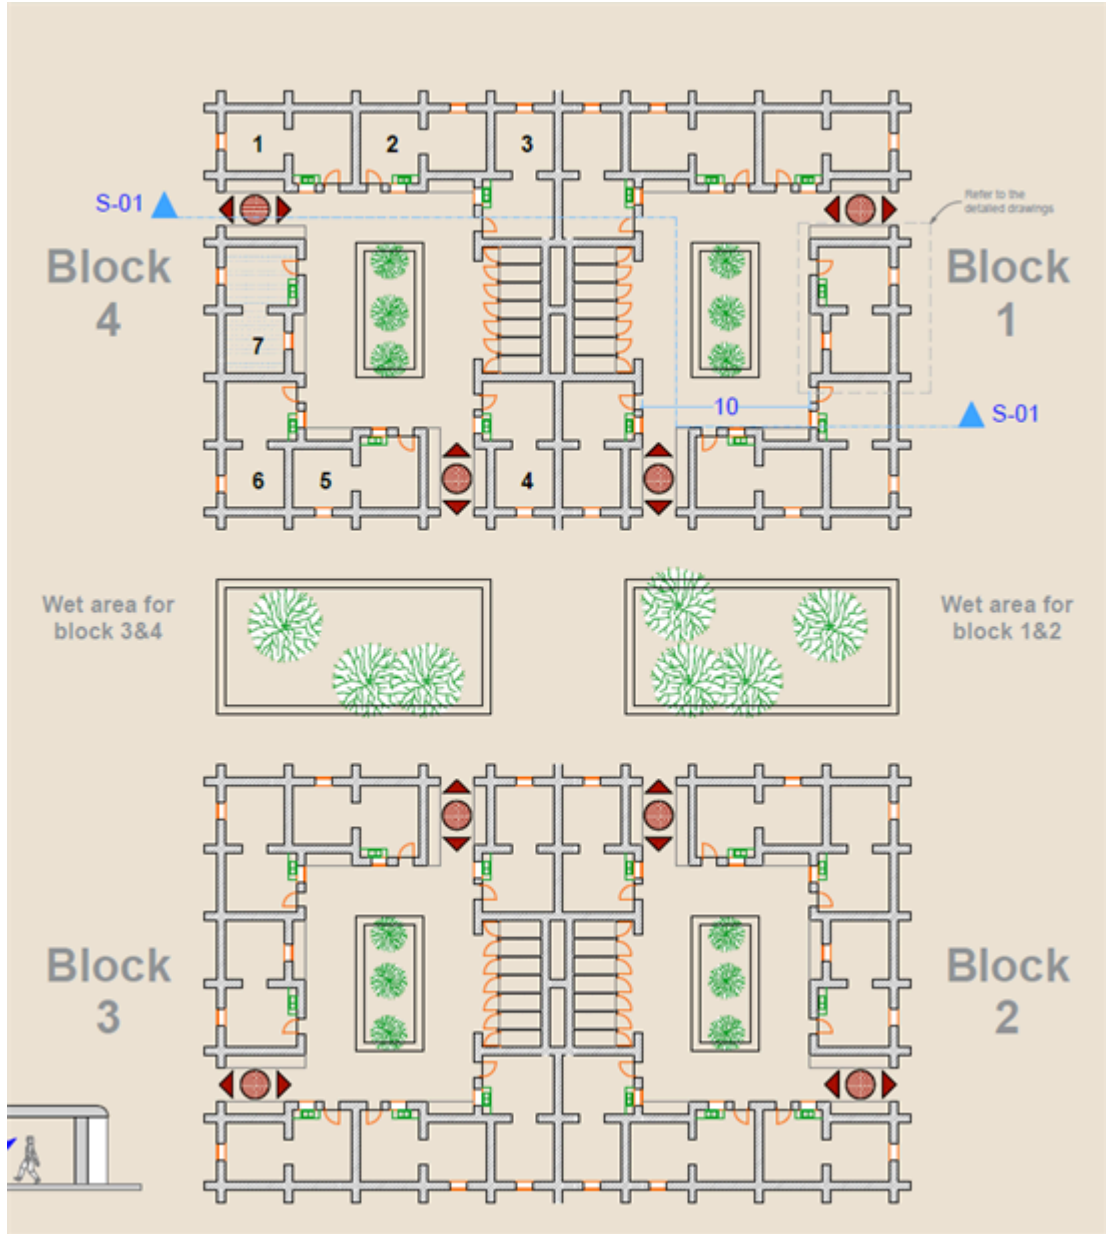 1
2
3
S-01
Refer to the
detailed drawings
Block
4
Block
1
7
10
S-01
6
5
4
Wet area for
block 3&4
Wet area for
block 1&2
Block
3
Block
2